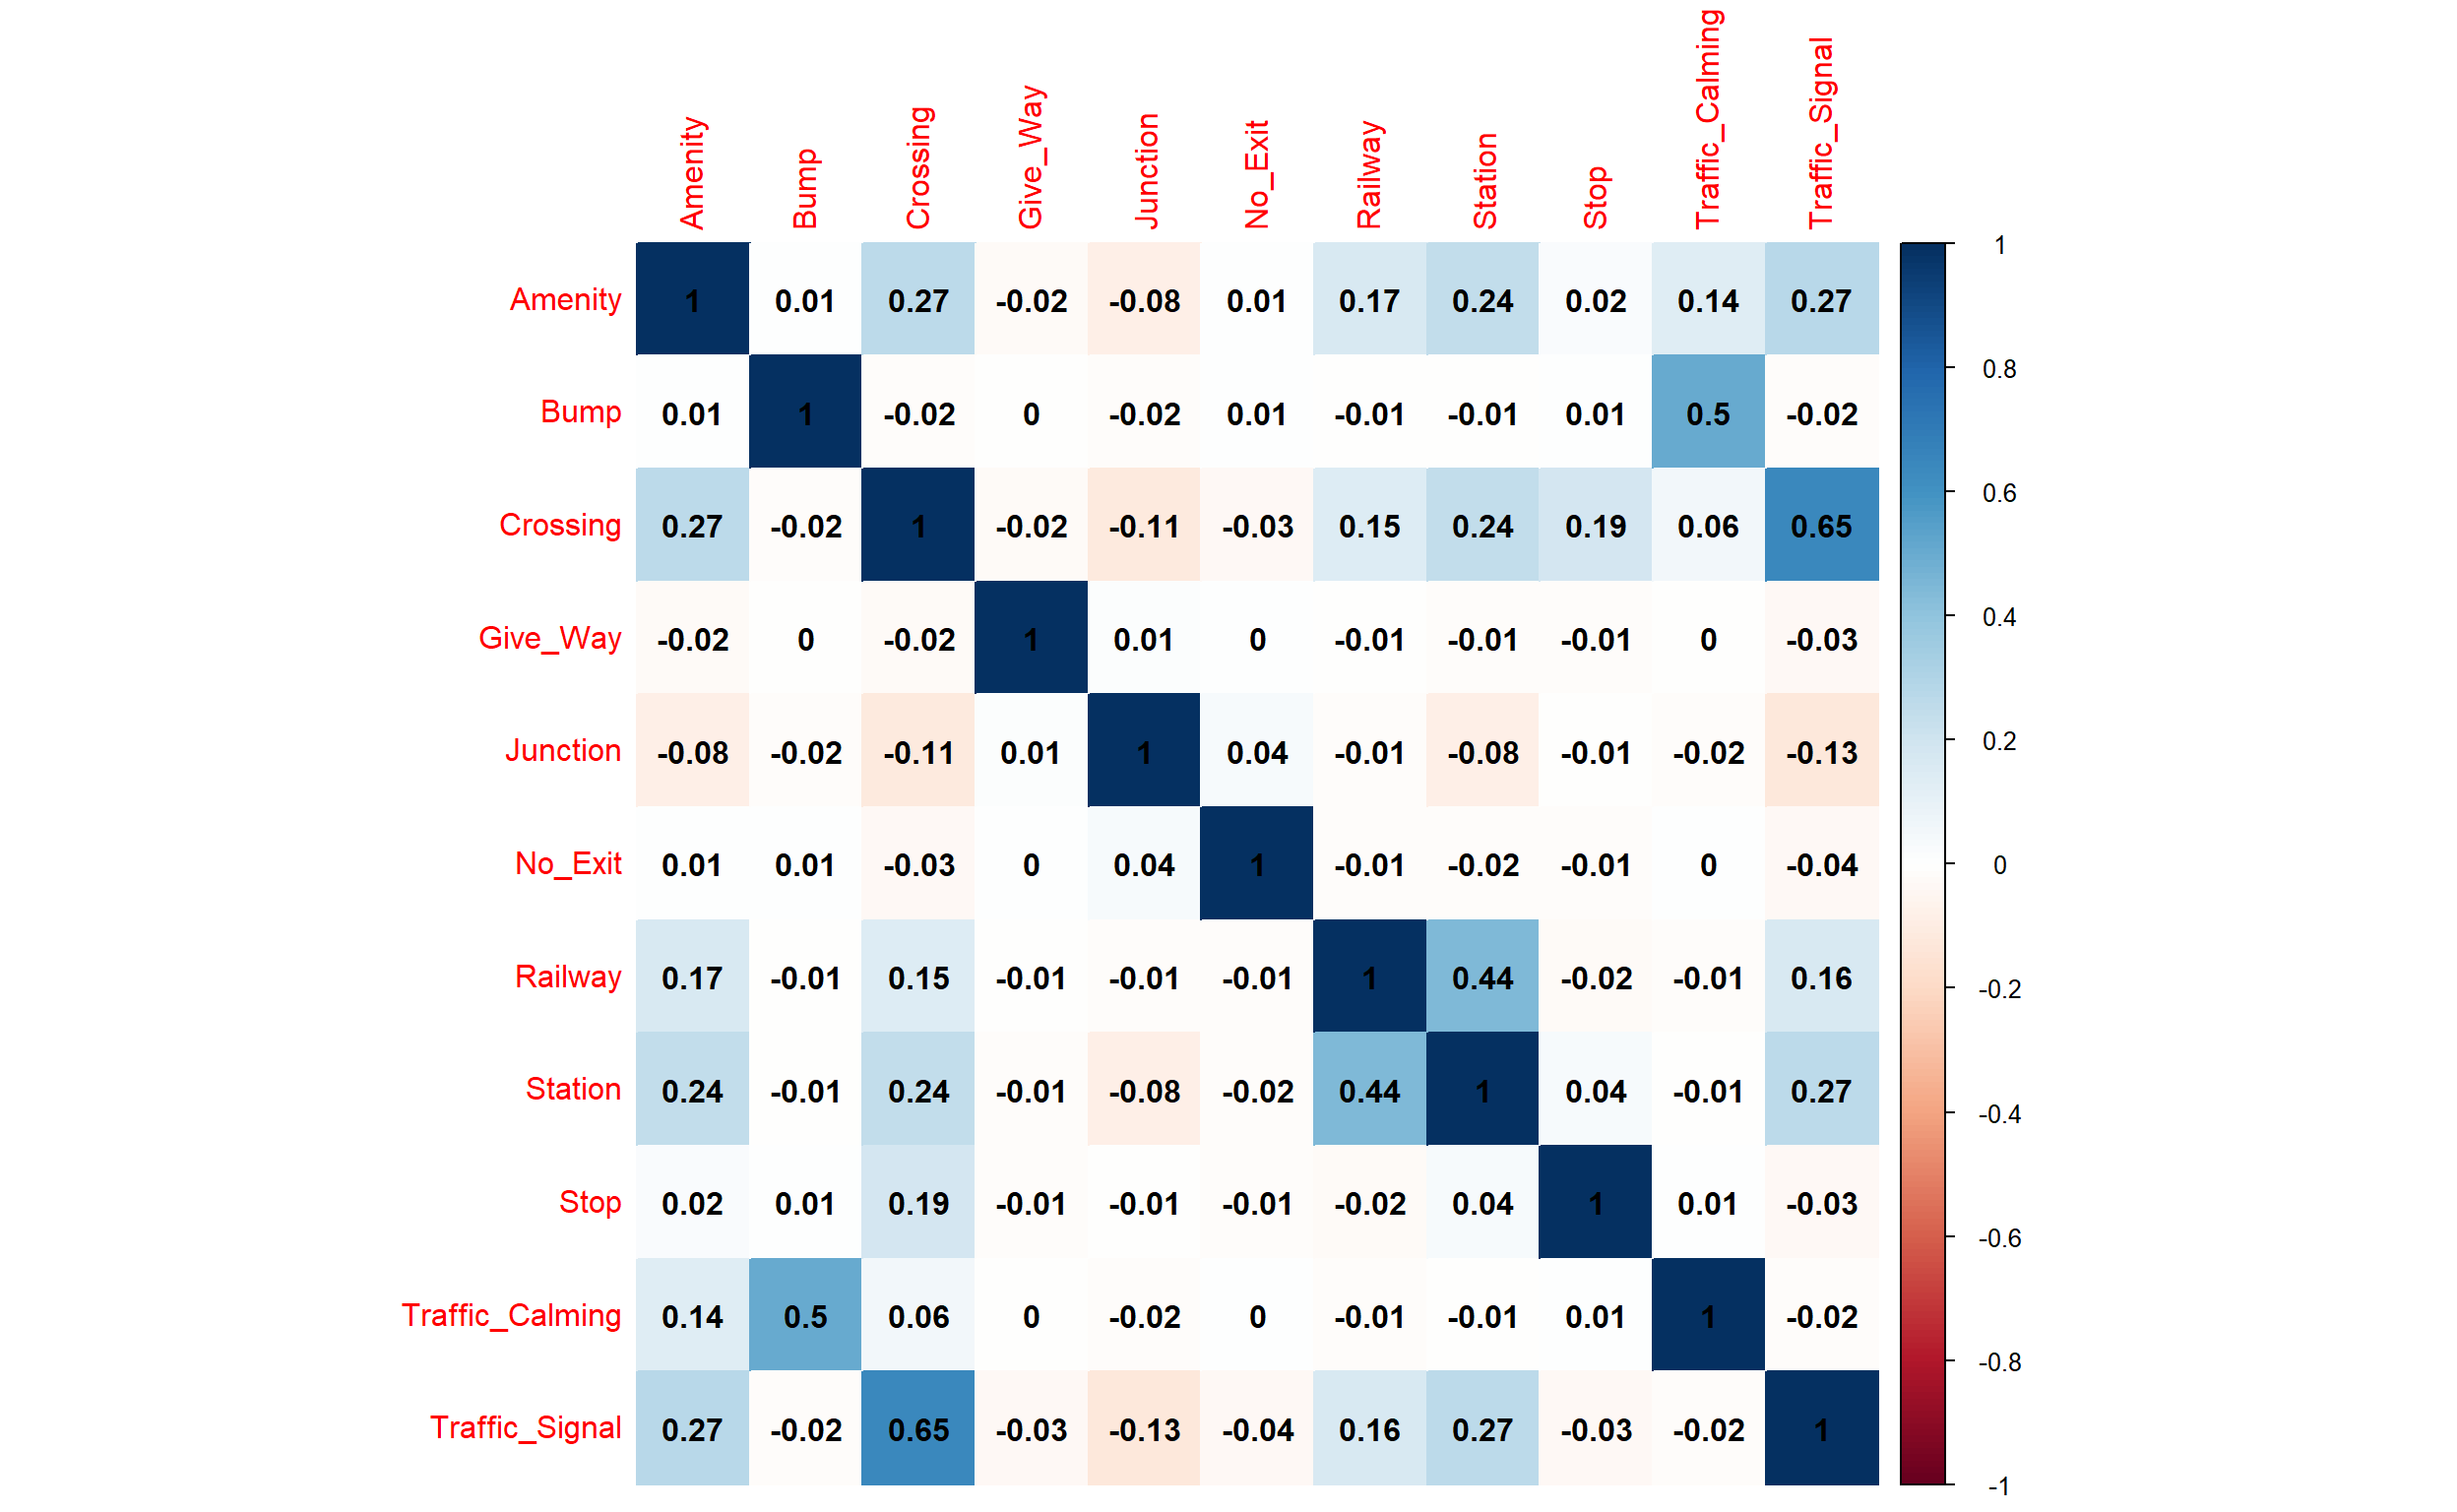 Amenity Bump Crossing Give_Way Junction No_Exit Railway Station Stop Traffic_Calming Traffic_Signal
Amenity 1 0.01 0.27 -0.02 -0.08 0.01 0.17 0.24 0.02 0.14 0.27
Bump 0.01 1 -0.02 0 -0.02 0.01 -0.01 -0.01 0.01 0.5 -0.02
Crossing 0.27 -0.02 1 -0.02 -0.11 -0.03 0.15 0.24 0.19 0.06 0.65
Give_Way -0.02 0 -0.02 1 0.01 0 -0.01 -0.01 -0.01 0 -0.03
Junction -0.08 -0.02 -0.11 0.01 1 0.04 -0.01 -0.08 -0.01 -0.02 -0.13
No_Exit 0.01 0.01 -0.03 0 0.04 1 -0.01 -0.02 -0.01 0 -0.04
Railway 0.17 -0.01 0.15 -0.01 -0.01 -0.01 1 0.44 -0.02 -0.01 0.16
Station 0.24 -0.01 0.24 -0.01 -0.08 -0.02 0.44 1 0.04 -0.01 0.27
Stop 0.02 0.01 0.19 -0.01 -0.01 -0.01 -0.02 0.04 1 0.01 -0.03
Traffic_Calming 0.14 0.5 0.06 0 -0.02 0 -0.01 -0.01 0.01 1 -0.02
Traffic_Signal 0.27 -0.02 0.65 -0.03 -0.13 -0.04 0.16 0.27 -0.03 -0.02 1
1
0.8
0.6
0.4
0.2
0
-0.2
-0.4
-0.6
-0.8
-1